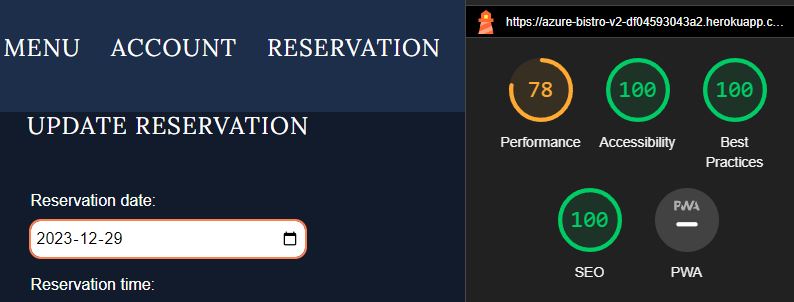 MENU ACCOUNT RESERVATION
UPDATE RESERVATION
Reservation date:
2023-12-29
Reservation time:
https://azure-bistro-v2-df04593043a2.herokuapp.c...
78 100 100
Performance Accessibility Best
Practices
100 PWA
SEO PWA